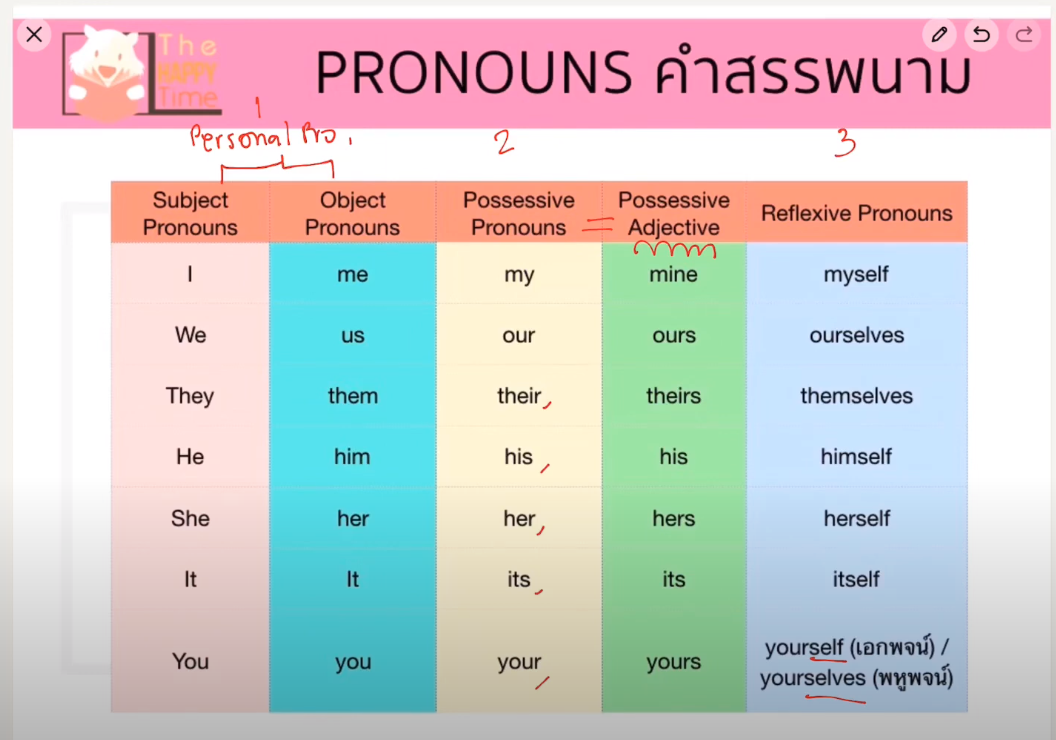 The
HAPPY
Time
PRONOUNS คำสรรพนาม
1
Personal Pro.
2
3
Subject Pronouns
Object Pronouns
Possessive Pronouns
=
Possessive Adjective
Reflexive Pronouns
I me my mine myself
We us our ours ourselves
They them their theirs themselves
He him his his himself
She her her hers herself
It It its its itself
You you your yours yourself (เอกพจน์) /
yourselves (พหูพจน์)